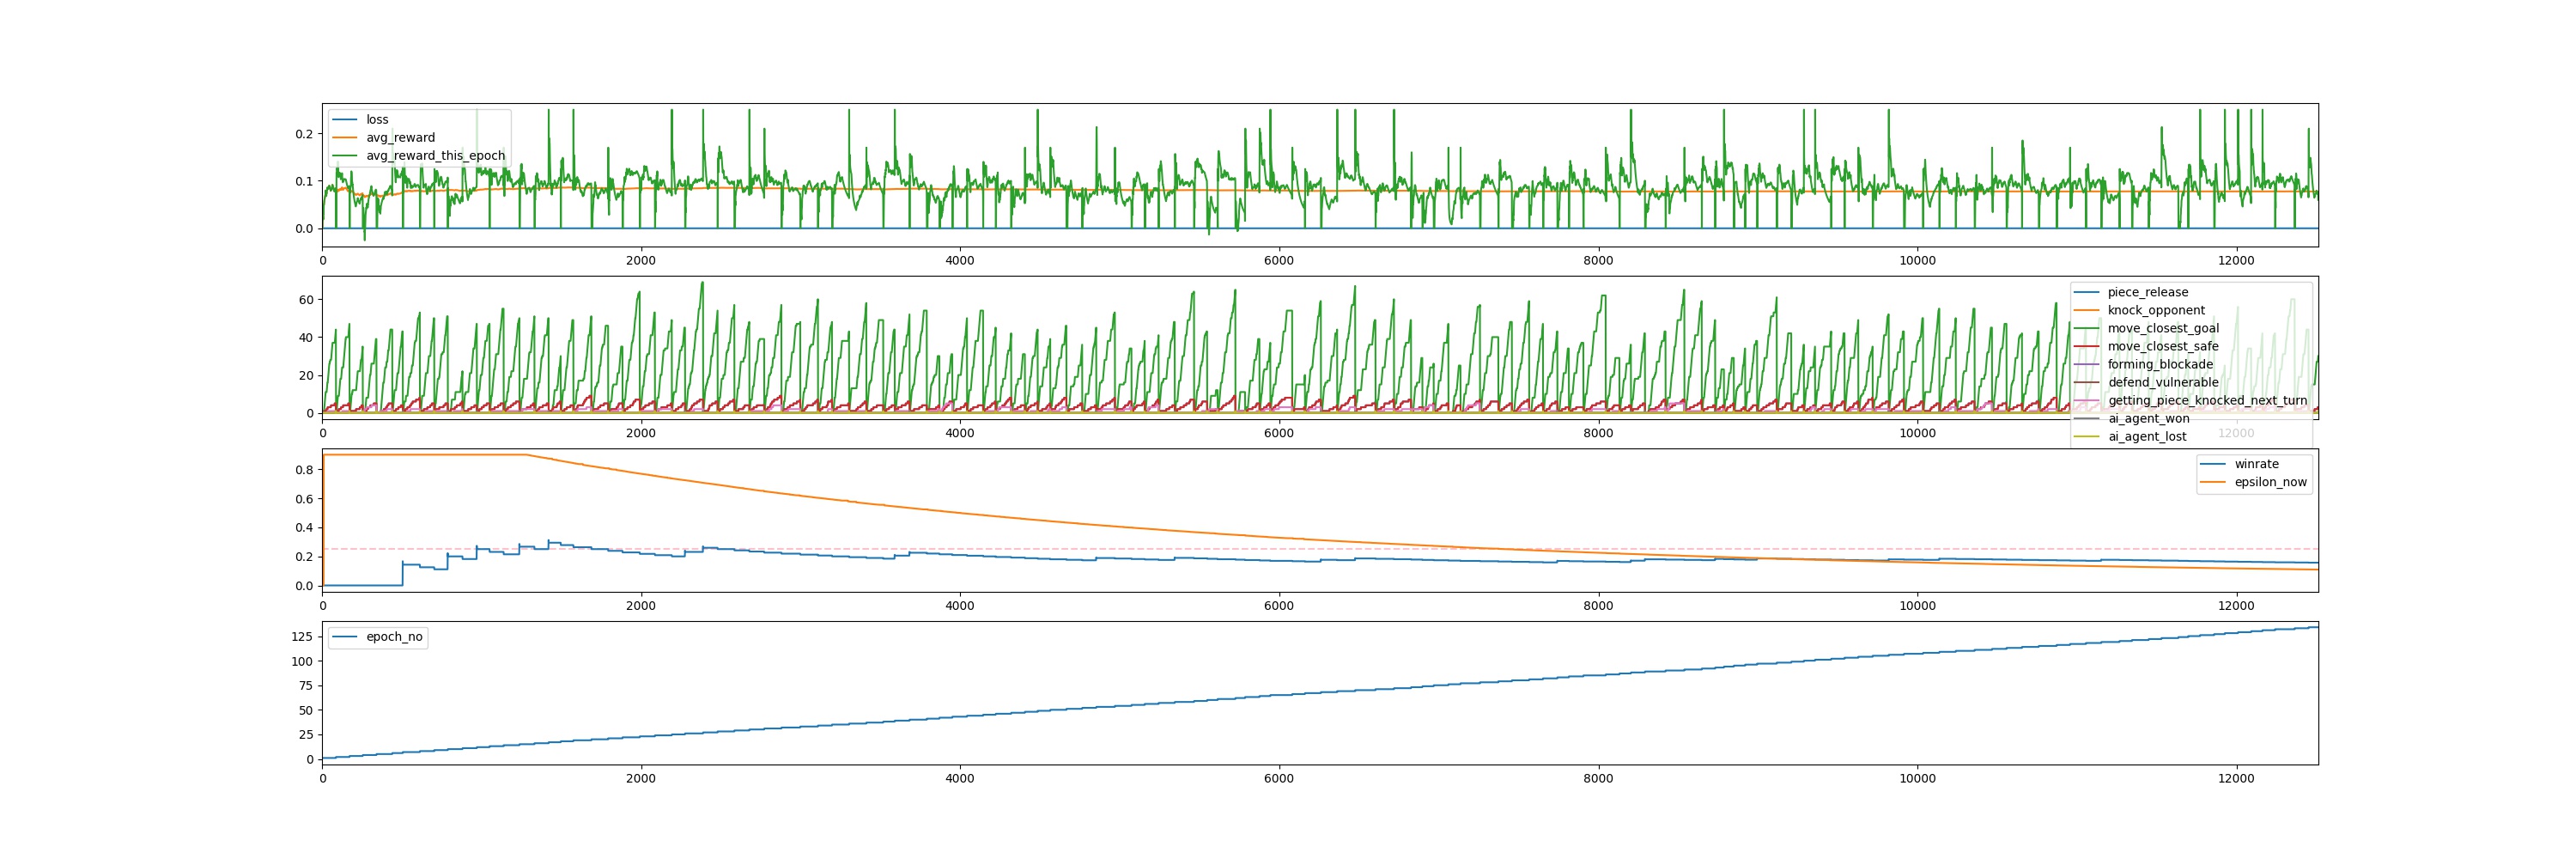 loss
avg_reward
avg_reward_this_epoch
0.2
0.1
0.0
0 2000 4000 6000 8000 10000 12000
piece_release
knock_opponent
move_closest_goal
move_closest_safe
forming_blockade
defend_vulnerable
getting_piece_knocked_next_turn
ai_agent_won
ai_agent_lost
60
40
20
0
0 2000 4000 6000 8000 10000 12000
winrate
epsilon_now
0.8
0.6
0.4
0.2
0.0
0 2000 4000 6000 8000 10000 12000
epoch_no
125
100
75
50
25
0
0 2000 4000 6000 8000 10000 12000